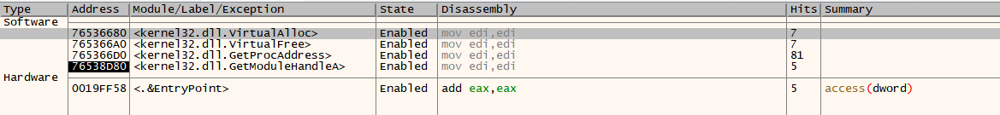 Type Address Module/Label/Exception State Disassembly Hits Summary
Software
76536680 <kernel32.dll.VirtualAlloc> Enabled mov edi,edi 7
765366A0 <kernel32.dll.VirtualFree> Enabled mov edi,edi 7
765366D0 <kernel32.dll.GetProcAddress> Enabled mov edi,edi 81
76538D80 <kernel32.dll.GetModuleHandleA> Enabled mov edi,edi 5
Hardware
0019FF58 <.&EntryPoint> Enabled add eax,eax 5 access(dword)